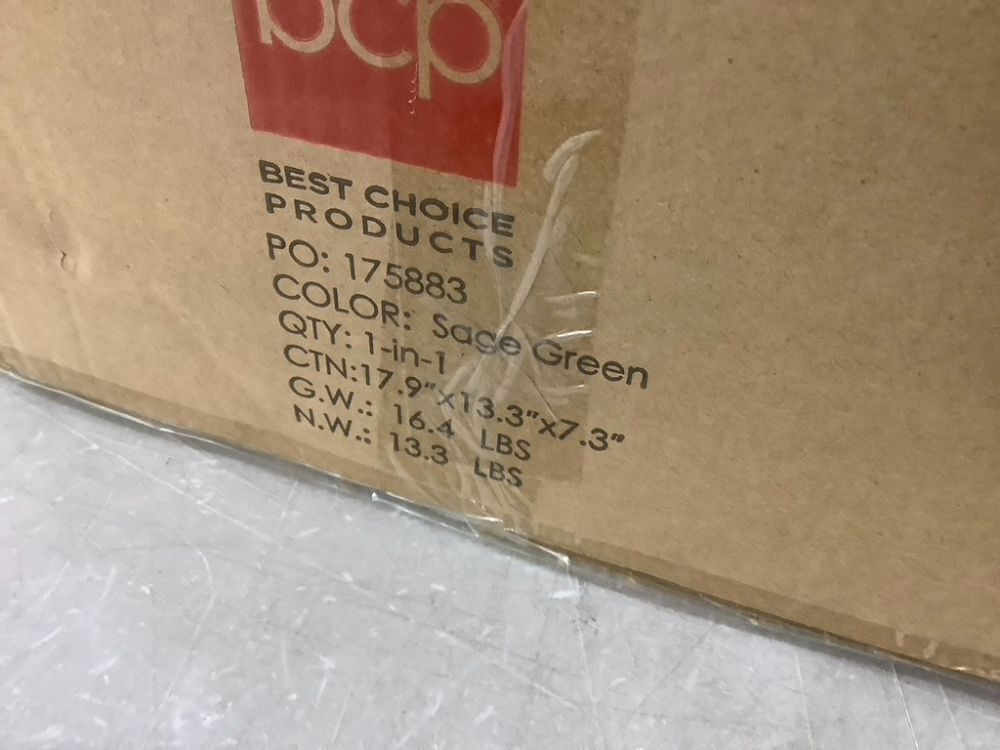 bcp
BEST CHOICE
PRODUCTS
PO: 175883
COLOR: Sage Green
QTY: 1-in-1
CTN:17.9"x13.3"x7.3"
G.W.: 16.4 LBS
N.W.: 13.3 LBS